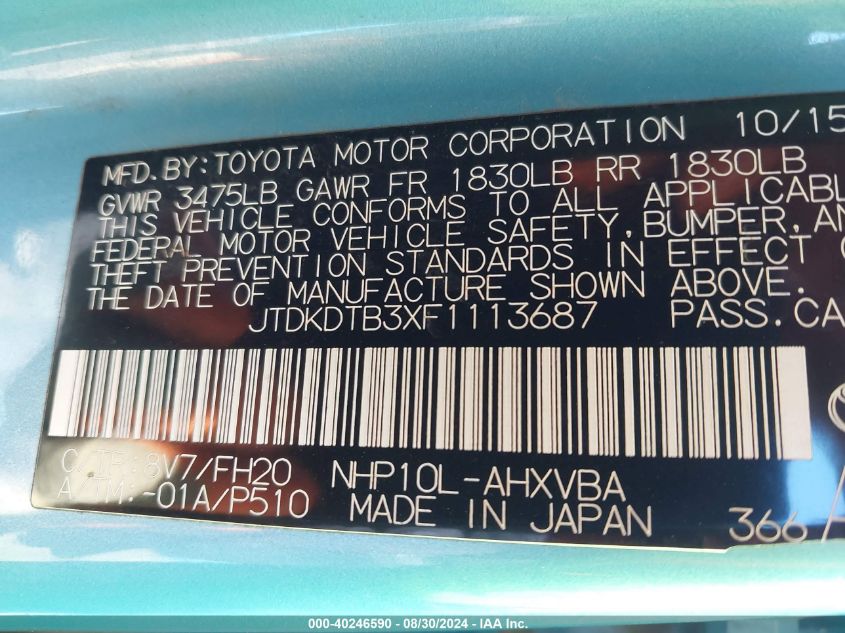 MFD. BY: TOYOTA MOTOR CORPORATION 10/15
GVWR 3475LB GAWR FR 1830LB RR 1830LB
THIS VEHICLE CONFORMS TO ALL APPLICABL
FEDERAL MOTOR VEHICLE SAFETY, BUMPER, AN
THEFT PREVENTION STANDARDS IN EFFECT O
THE DATE OF MANUFACTURE SHOWN ABOVE.
JTDKDTB3XF1113687 PASS. CA
C/TR: 8V7/FH20 NHP10L-AHXVBA
A/TM: -01A/P510 MADE IN JAPAN 366
000-40246590 - 08/30/2024 - IAA Inc.